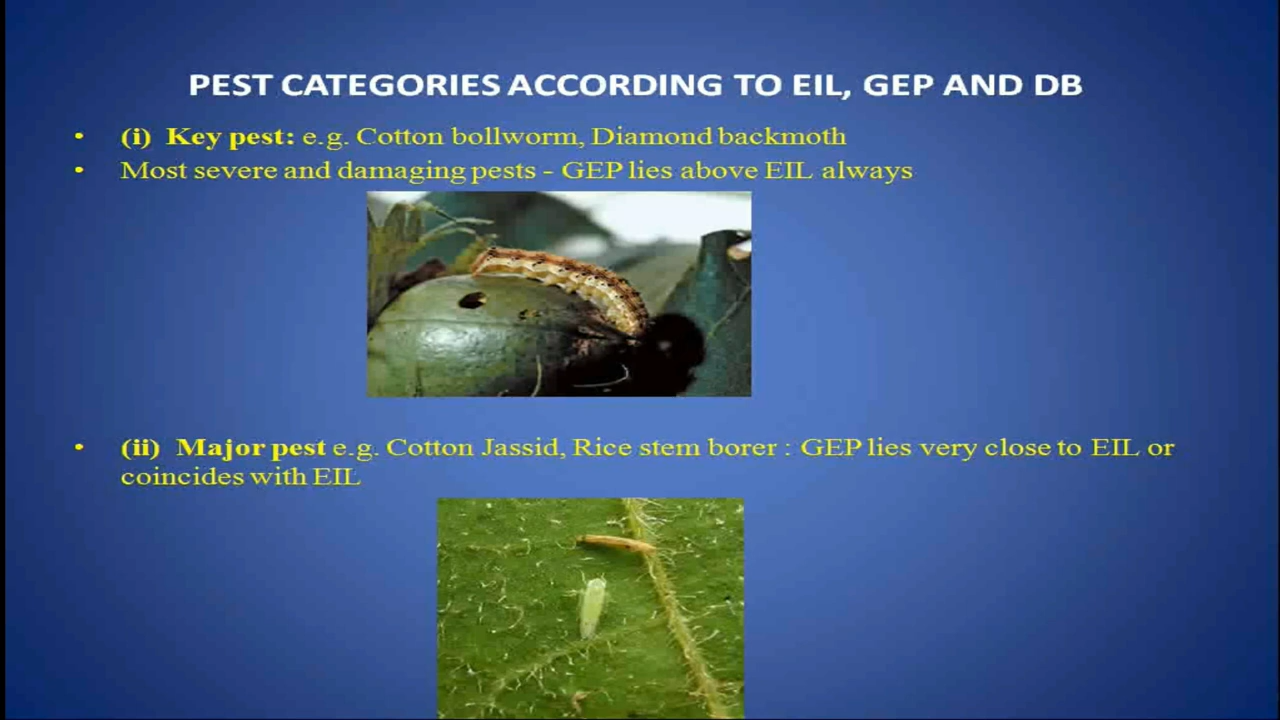 PEST CATEGORIES ACCORDING TO EIL, GEP AND DB
• (i) Key pest: e.g. Cotton bollworm, Diamond backmoth
• Most severe and damaging pests - GEP lies above EIL always
• (ii) Major pest e.g. Cotton Jassid, Rice stem borer : GEP lies very close to EIL or
coincides with EIL